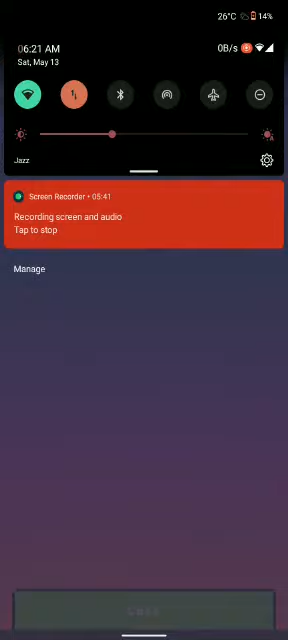 26°C 14%
06:21 AM 0B/s
Sat, May 13
Jazz
Screen Recorder • 05:41
Recording screen and audio
Tap to stop
Manage